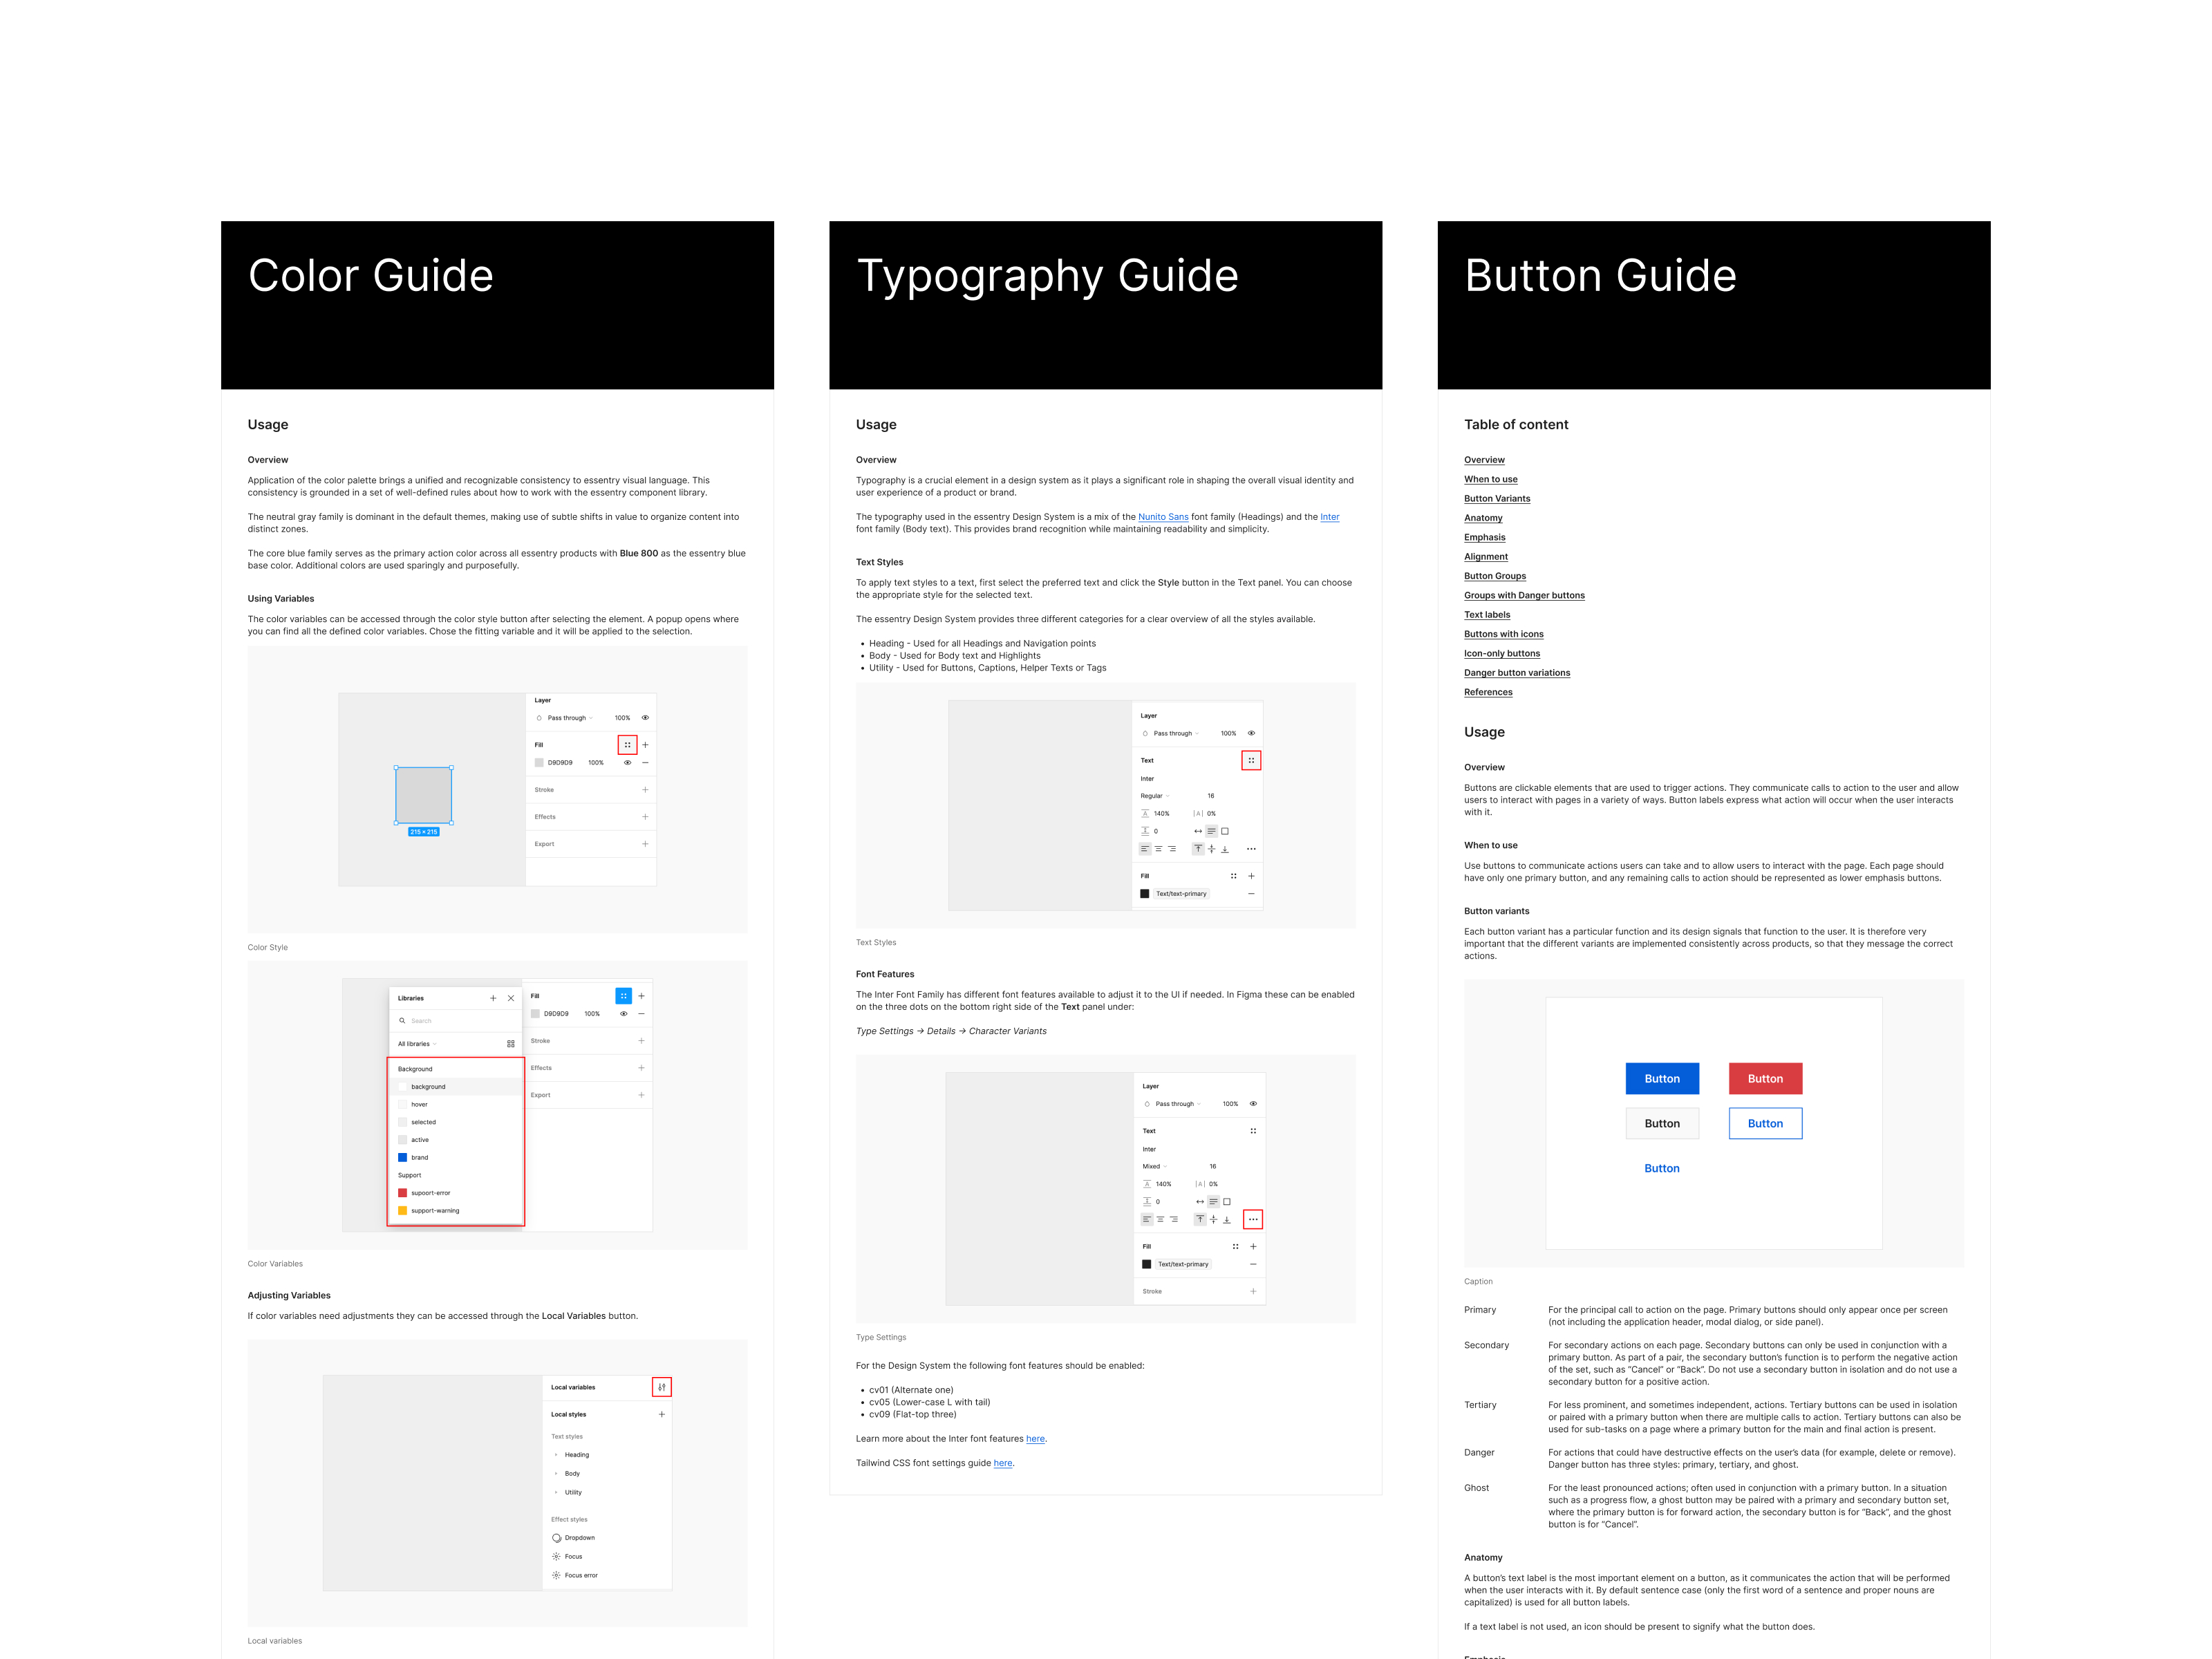 Color Guide
Usage
Overview
Application of the color palette brings a unified and recognizable consistency to essentry visual language. This
consistency is grounded in a set of well-defined rules about how to work with the essentry component library.
The neutral gray family is dominant in the default themes, making use of subtle shifts in value to organize content into
distinct zones.
The core blue family serves as the primary action color across all essentry products with Blue 800 as the essentry blue
base color. Additional colors are used sparingly and purposefully.
Using Variables
The color variables can be accessed through the color style button after selecting the element. A popup opens where
you can find all the defined color variables. Chose the fitting variable and it will be applied to the selection.
Layer
Pass through 100%
Fill
D9D9D9 100%
Stroke
Effects
Export
215 × 215
Color Style
Libraries
Search
All libraries
Background
background
hover
selected
active
brand
Support
supoort-error
support-warning
Fill
D9D9D9 100%
Stroke
Effects
Export
Color Variables
Adjusting Variables
If color variables need adjustments they can be accessed through the Local Variables button.
Local variables
Local styles
Text styles
Heading
Body
Utility
Effect styles
Dropdown
Focus
Focus error
Local variables
Typography Guide
Usage
Overview
Typography is a crucial element in a design system as it plays a significant role in shaping the overall visual identity and
user experience of a product or brand.
The typography used in the essentry Design System is a mix of the Nunito Sans font family (Headings) and the Inter
font family (Body text). This provides brand recognition while maintaining readability and simplicity.
Text Styles
To apply text styles to a text, first select the preferred text and click the Style button in the Text panel. You can choose
the appropriate style for the selected text.
The essentry Design System provides three different categories for a clear overview of all the styles available.
• Heading - Used for all Headings and Navigation points
• Body - Used for Body text and Highlights
• Utility - Used for Buttons, Captions, Helper Texts or Tags
Layer
Pass through 100%
Text
Inter
Regular 16
140% |A| 0%
0
Fill
Text/text-primary
Text Styles
Font Features
The Inter Font Family has different font features available to adjust it to the UI if needed. In Figma these can be enabled
on the three dots on the bottom right side of the Text panel under:
Type Settings → Details → Character Variants
Layer
Pass through 100%
Text
Inter
Mixed 16
140% |A| 0%
0
Fill
Text/text-primary
Stroke
Type Settings
For the Design System the following font features should be enabled:
• cv01 (Alternate one)
• cv05 (Lower-case L with tail)
• cv09 (Flat-top three)
Learn more about the Inter font features here.
Tailwind CSS font settings guide here.
Button Guide
Table of content
Overview
When to use
Button Variants
Anatomy
Emphasis
Alignment
Button Groups
Groups with Danger buttons
Text labels
Buttons with icons
Icon-only buttons
Danger button variations
References
Usage
Overview
Buttons are clickable elements that are used to trigger actions. They communicate calls to action to the user and allow
users to interact with pages in a variety of ways. Button labels express what action will occur when the user interacts
with it.
When to use
Use buttons to communicate actions users can take and to allow users to interact with the page. Each page should
have only one primary button, and any remaining calls to action should be represented as lower emphasis buttons.
Button variants
Each button variant has a particular function and its design signals that function to the user. It is therefore very
important that the different variants are implemented consistently across products, so that they message the correct
actions.
Button Button
Button Button
Button
Caption
Primary For the principal call to action on the page. Primary buttons should only appear once per screen
(not including the application header, modal dialog, or side panel).
Secondary For secondary actions on each page. Secondary buttons can only be used in conjunction with a
primary button. As part of a pair, the secondary button’s function is to perform the negative action
of the set, such as “Cancel” or “Back”. Do not use a secondary button in isolation and do not use a
secondary button for a positive action.
Tertiary For less prominent, and sometimes independent, actions. Tertiary buttons can be used in isolation
or paired with a primary button when there are multiple calls to action. Tertiary buttons can also be
used for sub-tasks on a page where a primary button for the main and final action is present.
Danger For actions that could have destructive effects on the user’s data (for example, delete or remove).
Danger button has three styles: primary, tertiary, and ghost.
Ghost For the least pronounced actions; often used in conjunction with a primary button. In a situation
such as a progress flow, a ghost button may be paired with a primary and secondary button set,
where the primary button is for forward action, the secondary button is for “Back”, and the ghost
button is for “Cancel”.
Anatomy
A button’s text label is the most important element on a button, as it communicates the action that will be performed
when the user interacts with it. By default sentence case (only the first word of a sentence and proper nouns are
capitalized) is used for all button labels.
If a text label is not used, an icon should be present to signify what the button does.